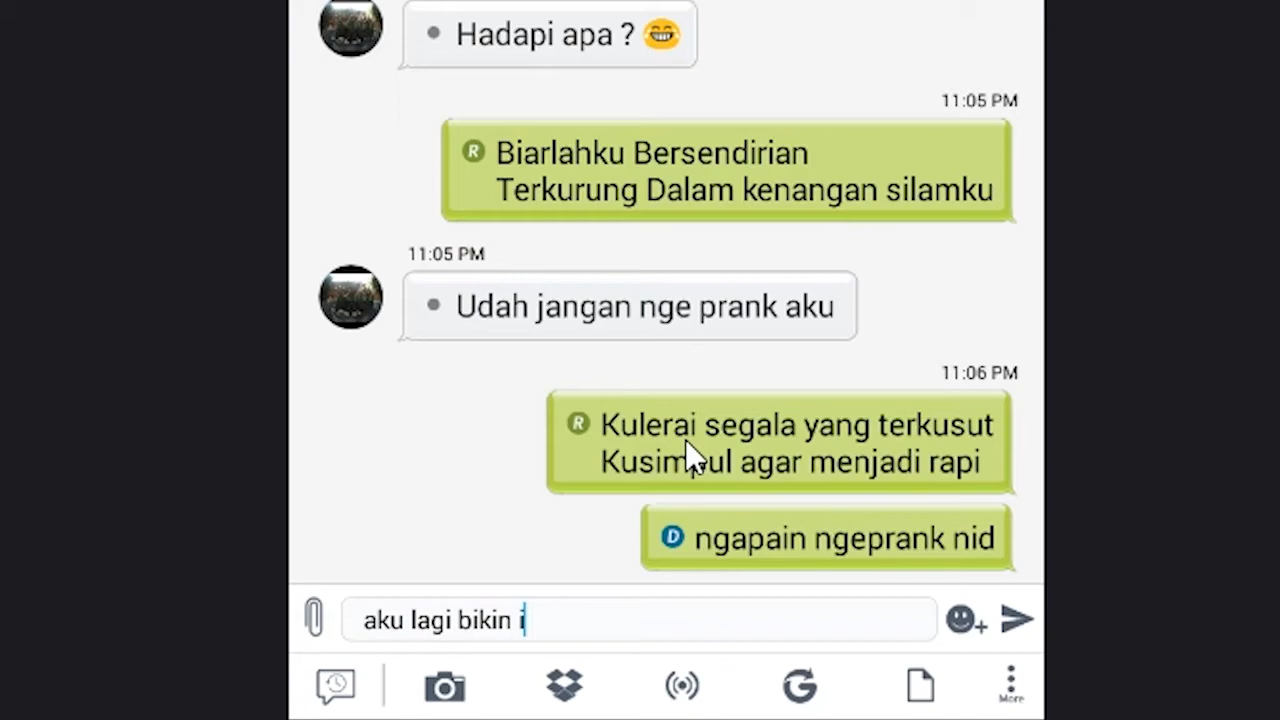 Hadapi apa ? 😁
11:05 PM
R Biarlahku Bersendirian
Terkurung Dalam kenangan silamku
11:05 PM
Udah jangan nge prank aku
11:06 PM
R Kulerai segala yang terkusut
Kusimpul agar menjadi rapi
D ngapain ngeprank nid
aku lagi bikin i
More